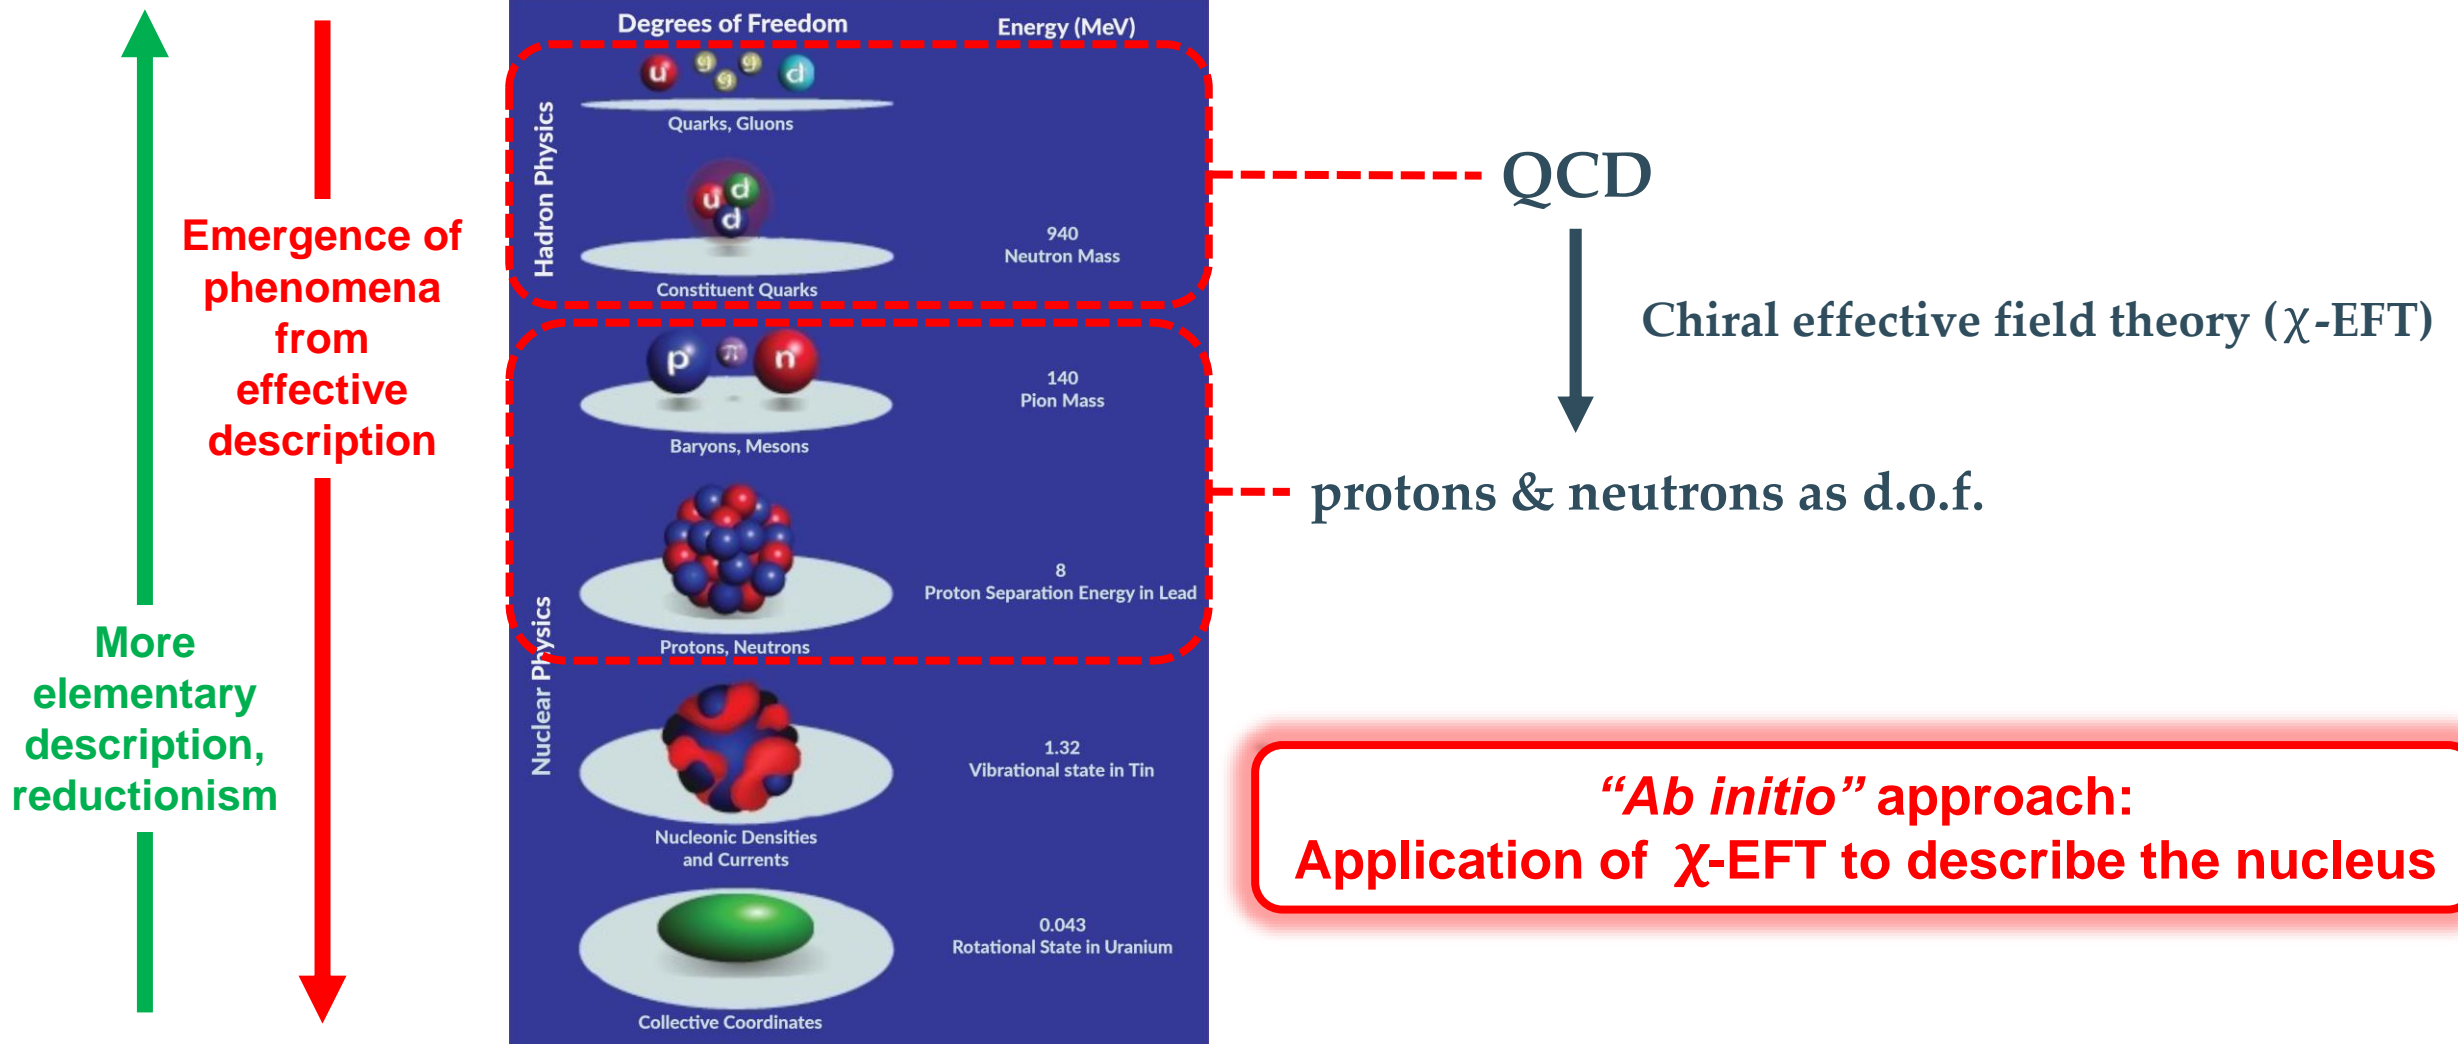 Emergence of
phenomena
from
effective
description
More
elementary
description,
reductionism
Degrees of Freedom
Energy (MeV)
Hadron Physics
u g g g d
Quarks, Gluons
u d d
940
Neutron Mass
Constituent Quarks
Nuclear Physics
p π n
140
Pion Mass
Baryons, Mesons
8
Proton Separation Energy in Lead
Protons, Neutrons
1.32
Vibrational state in Tin
Nucleonic Densities
and Currents
0.043
Rotational State in Uranium
Collective Coordinates
QCD
Chiral effective field theory (χ-EFT)
protons & neutrons as d.o.f.
“Ab initio” approach:
Application of χ-EFT to describe the nucleus